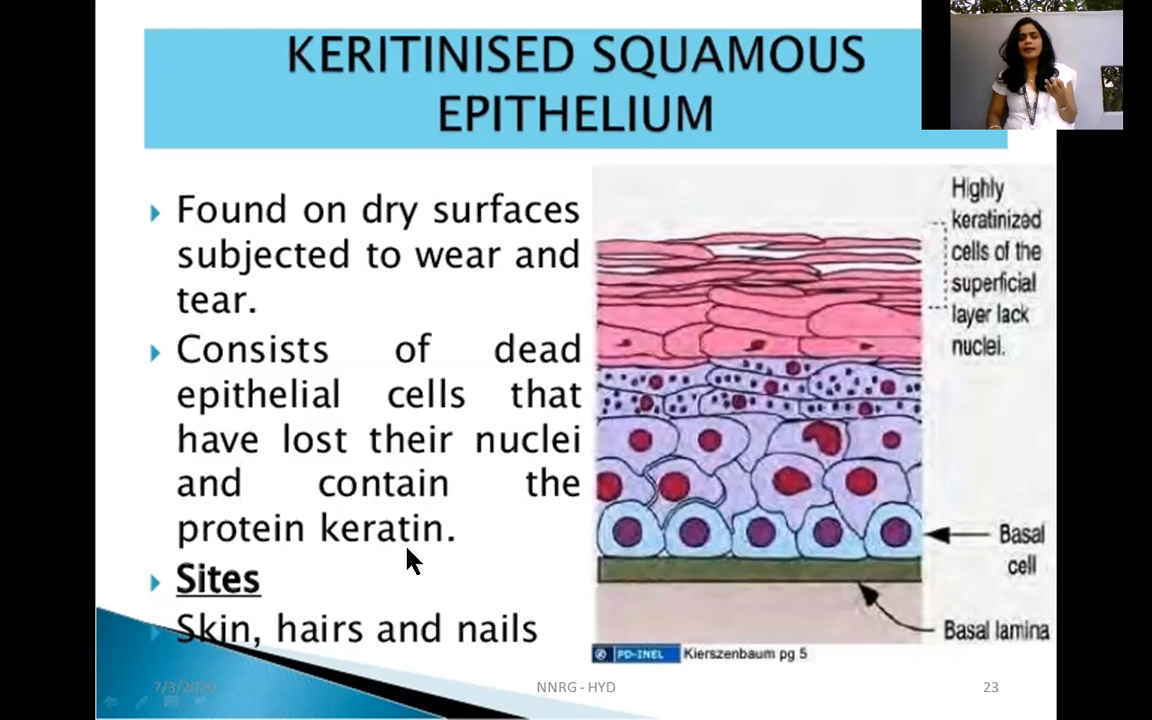 KERITINISED SQUAMOUS
EPITHELIUM
Found on dry surfaces
subjected to wear and
tear.
Consists of dead
epithelial cells that
have lost their nuclei
and contain the
protein keratin.
Sites
Skin, hairs and nails
Highly
keratinized
cells of the
superficial
layer lack
nuclei.
Basal
cell
Basal lamina
PD-INEL Kierszenbaum pg 5
7/3/2020
NNRG - HYD
23